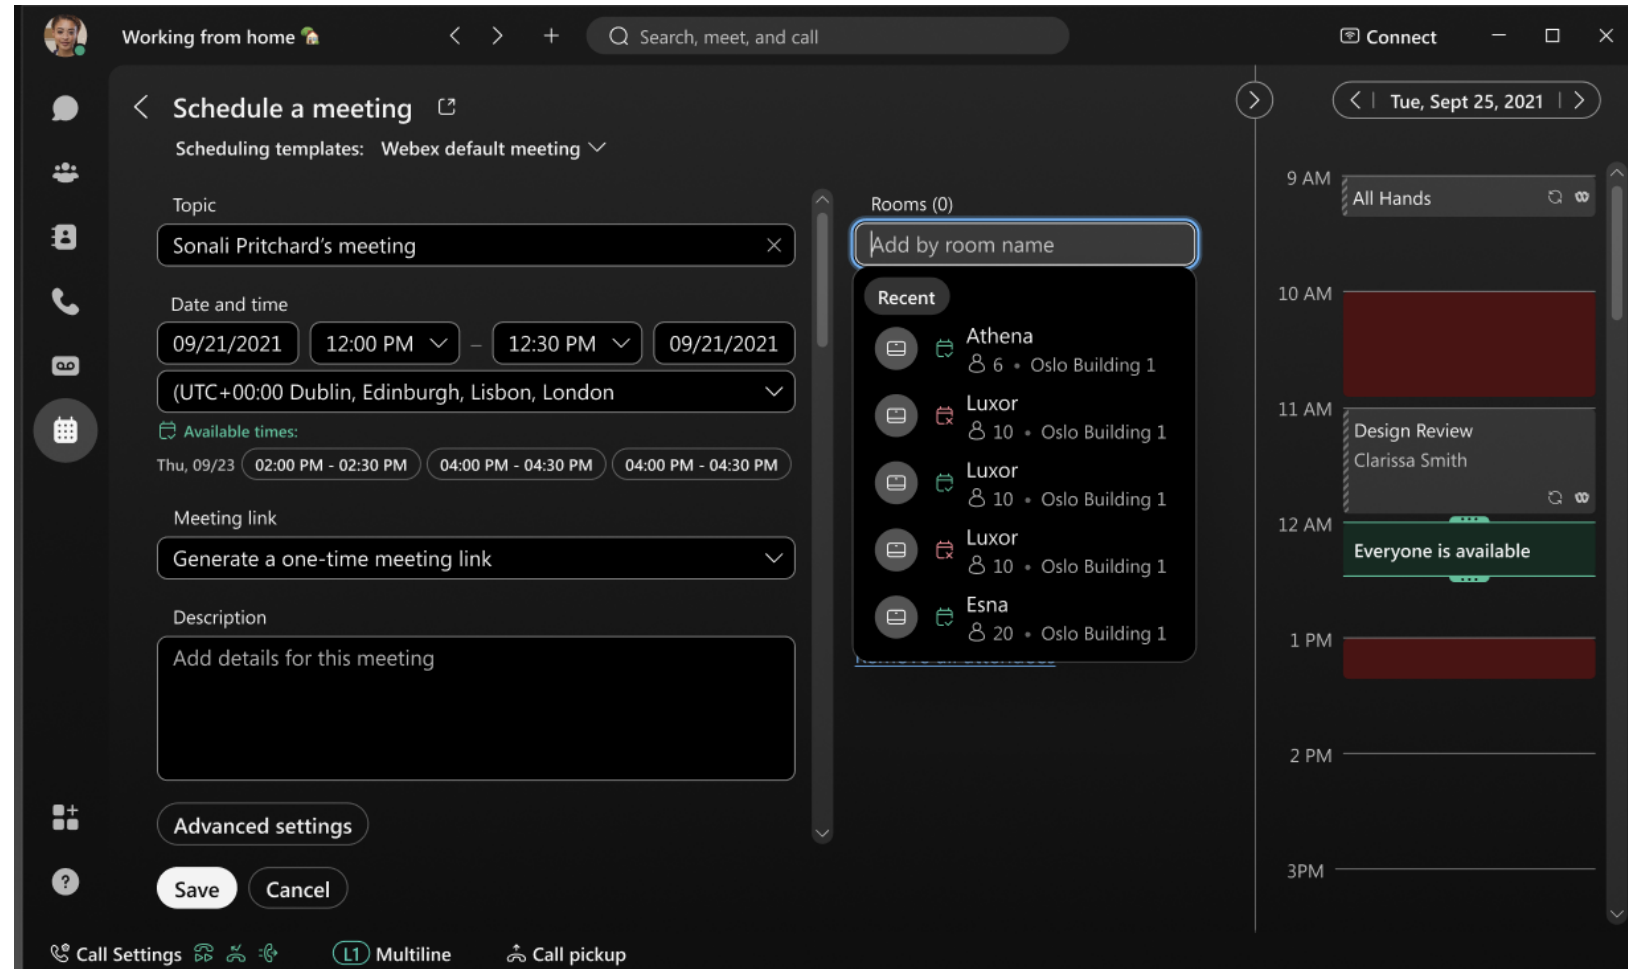 Working from home
Search, meet, and call
Connect
Schedule a meeting
Scheduling templates: Webex default meeting
Topic
Sonali Pritchard’s meeting
Date and time
09/21/2021 12:00 PM – 12:30 PM 09/21/2021
(UTC+00:00 Dublin, Edinburgh, Lisbon, London
Available times:
Thu, 09/23 02:00 PM - 02:30 PM 04:00 PM - 04:30 PM 04:00 PM - 04:30 PM
Meeting link
Generate a one-time meeting link
Description
Add details for this meeting
Advanced settings
Save Cancel
Rooms (0)
Add by room name
Recent
Athena
6 • Oslo Building 1
Luxor
10 • Oslo Building 1
Luxor
10 • Oslo Building 1
Luxor
10 • Oslo Building 1
Esna
20 • Oslo Building 1
Remove all attendees
Tue, Sept 25, 2021
9 AM
All Hands
10 AM
11 AM
Design Review
Clarissa Smith
12 AM
Everyone is available
1 PM
2 PM
3PM
Call Settings L1 Multiline Call pickup